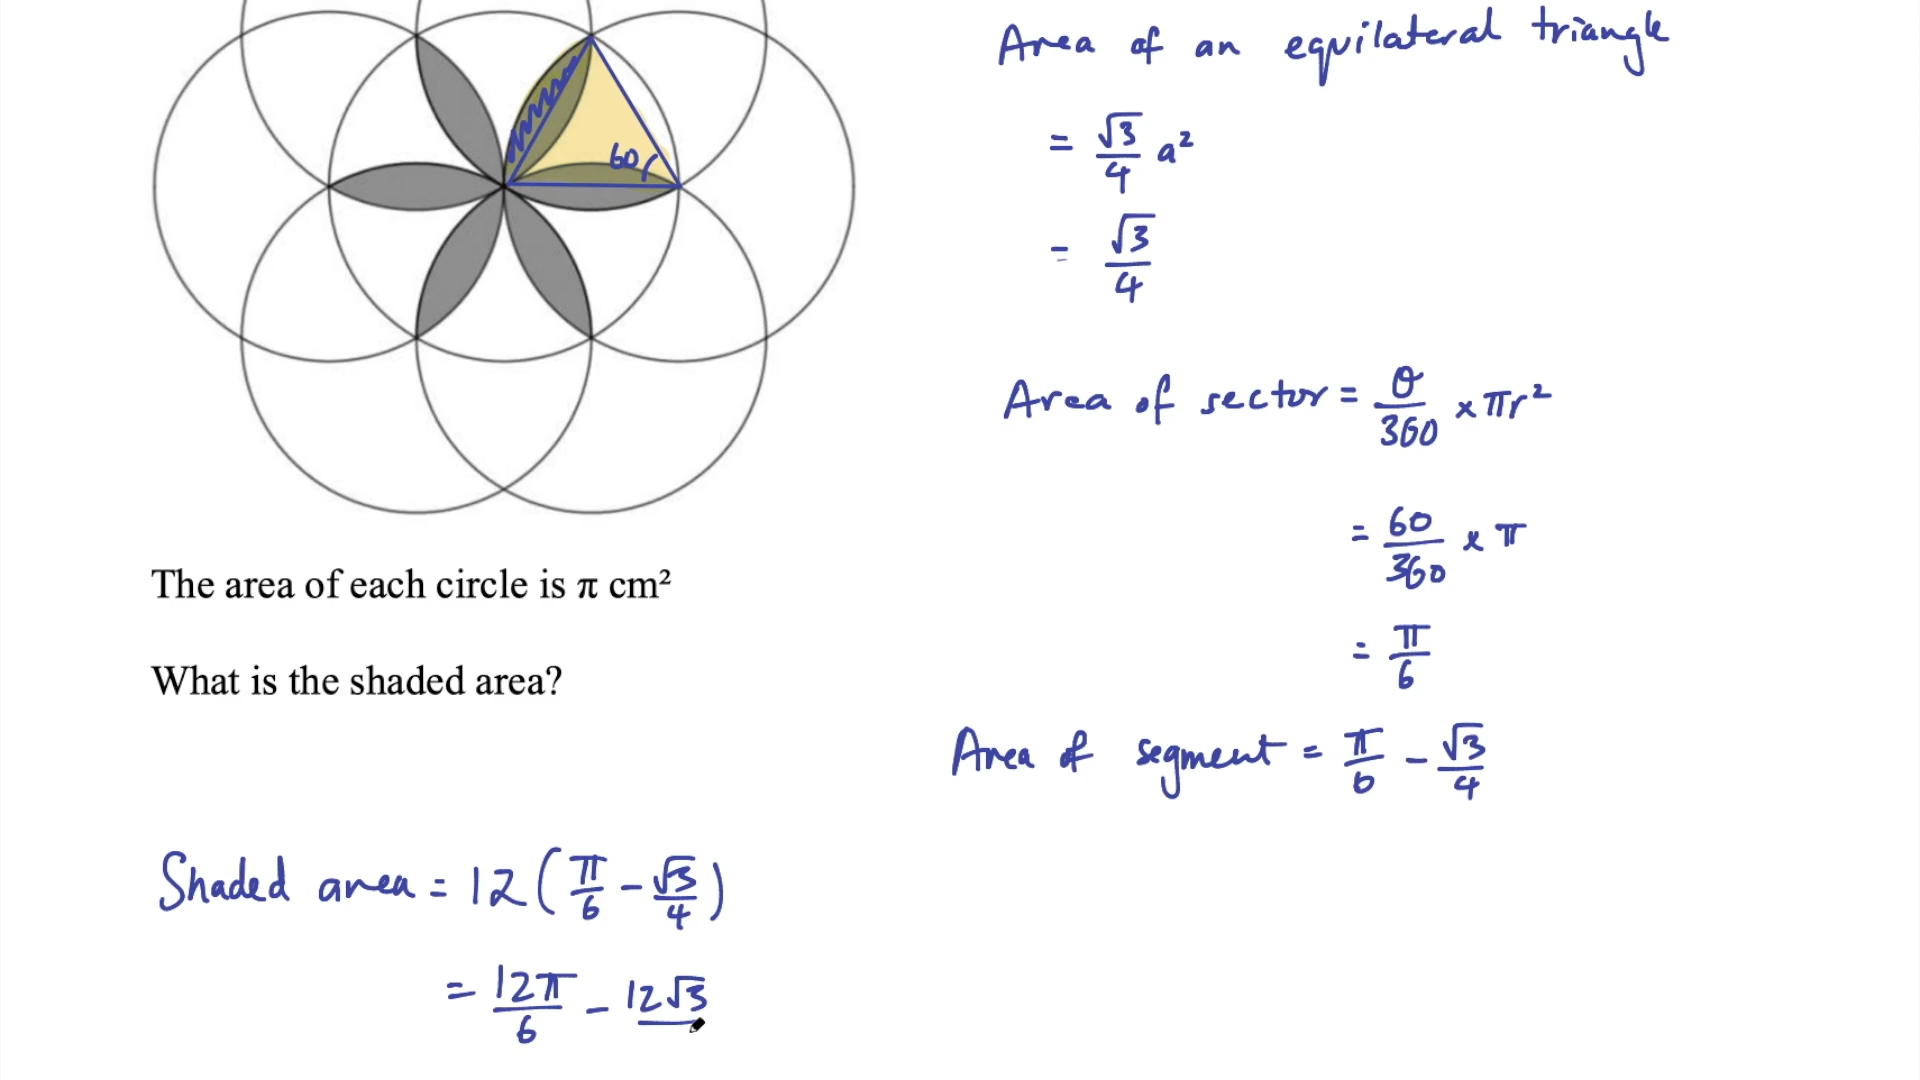 60
The area of each circle is π cm²
What is the shaded area?
Shaded area = 12 ( π/6 - √3/4 )
= 12π/6 - 12√3
Area of an equilateral triangle
= √3/4 a²
= √3/4
Area of sector = θ/360 × πr²
= 60/360 × π
= π/6
Area of segment = π/6 - √3/4